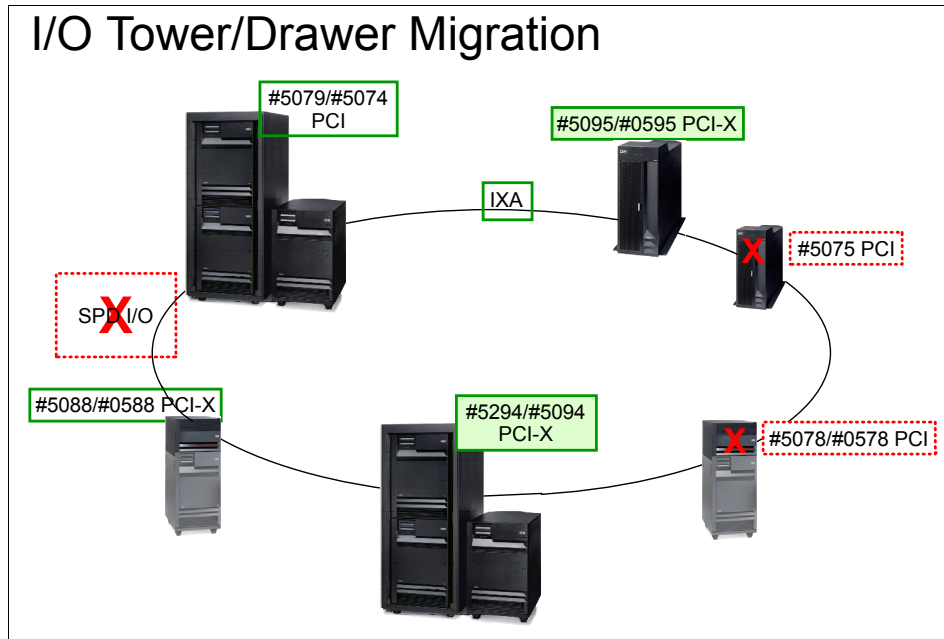 I/O Tower/Drawer Migration
#5079/#5074
PCI
#5095/#0595 PCI-X
IXA
X
#5075 PCI
SPD I/O
X
#5088/#0588 PCI-X
#5294/#5094
PCI-X
X
#5078/#0578 PCI